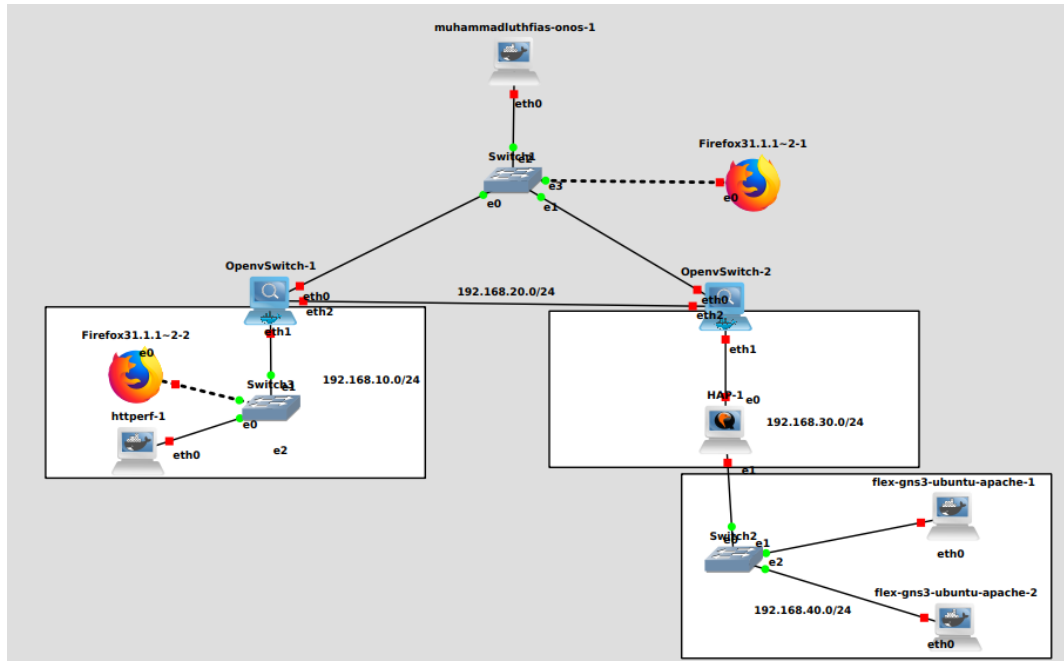 muhammadluthfias-onos-1
eth0
Firefox31.1.1~2-1
Switch1
e2
e3
e0
e0
e1
OpenvSwitch-1
OpenvSwitch-2
192.168.20.0/24
eth0
eth0
eth2
eth2
eth1
eth1
Firefox31.1.1~2-2
e0
Switch3
e1
192.168.10.0/24
httperf-1
e0
eth0
e2
HAP-1
e0
192.168.30.0/24
e1
flex-gns3-ubuntu-apache-1
Switch2
e0
e1
eth0
e2
192.168.40.0/24
flex-gns3-ubuntu-apache-2
eth0